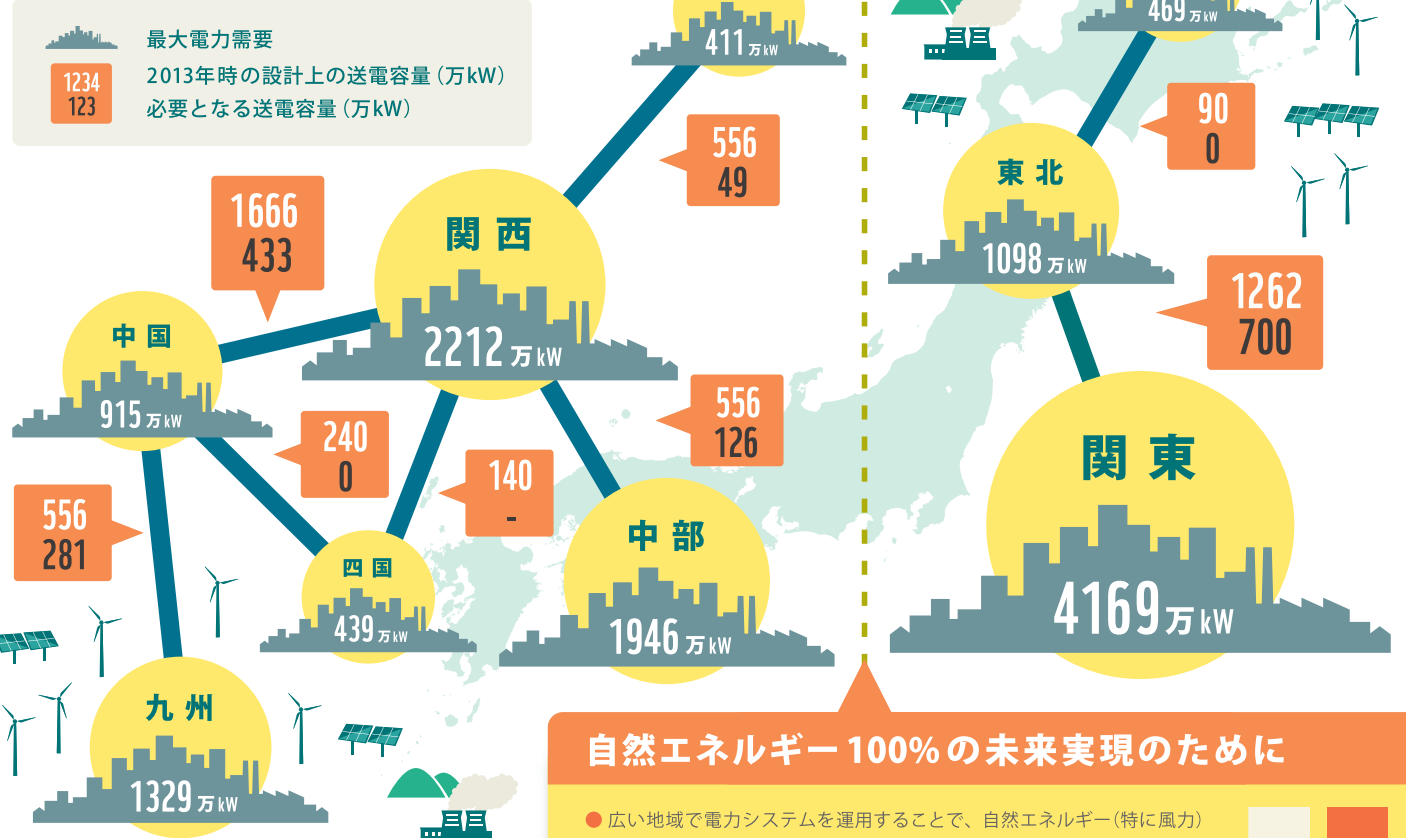 最大電力需要
1234
2013年時の設計上の送電容量（万kW）
123
必要となる送電容量（万kW）
411万kW
469万kW
556
49
90
0
1666
433
関西
2212万kW
東北
1098万kW
1262
700
中国
915万kW
240
0
556
126
140
-
556
281
四国
439万kW
中部
1946万kW
関東
4169万kW
九州
1329万kW
自然エネルギー100%の未来実現のために
●広い地域で電力システムを運用することで、自然エネルギー（特に風力）